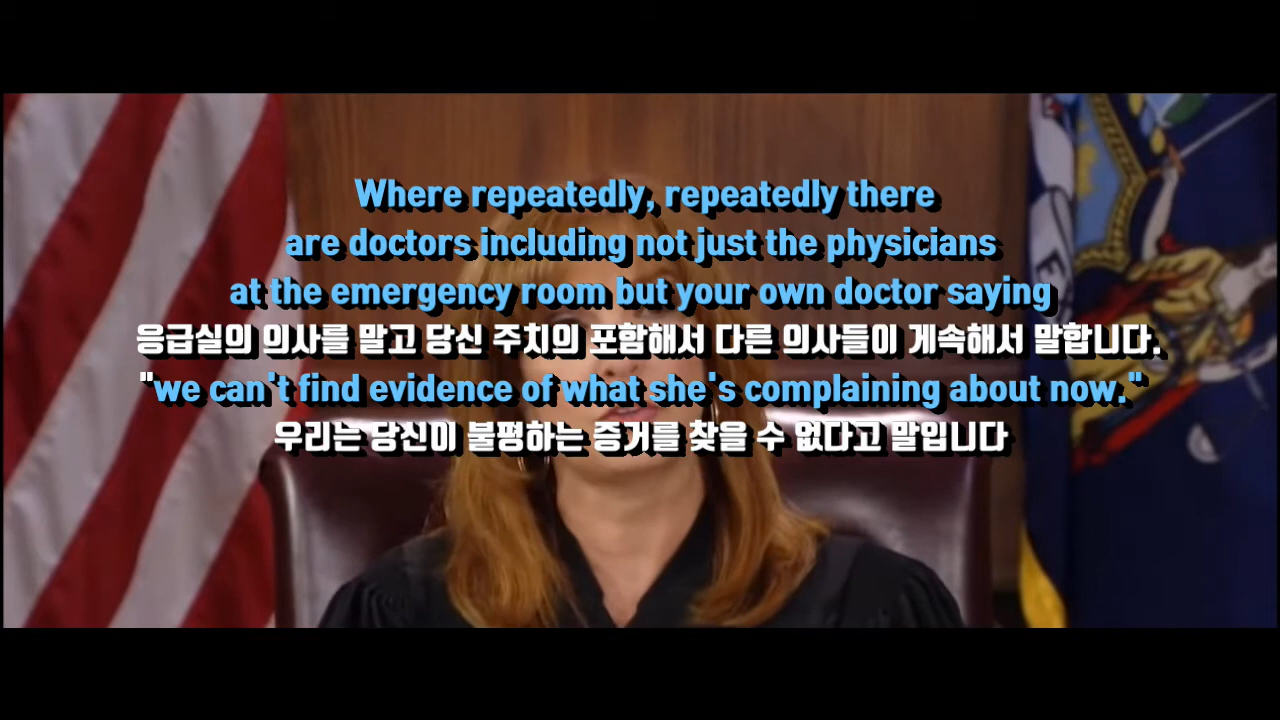 Where repeatedly, repeatedly there
are doctors including not just the physicians
at the emergency room but your own doctor saying
응급실의 의사를 말고 당신 주치의 포함해서 다른 의사들이 계속해서 말합니다.
"we can't find evidence of what she's complaining about now."
우리는 당신이 불평하는 증거를 찾을 수 없다고 말입니다